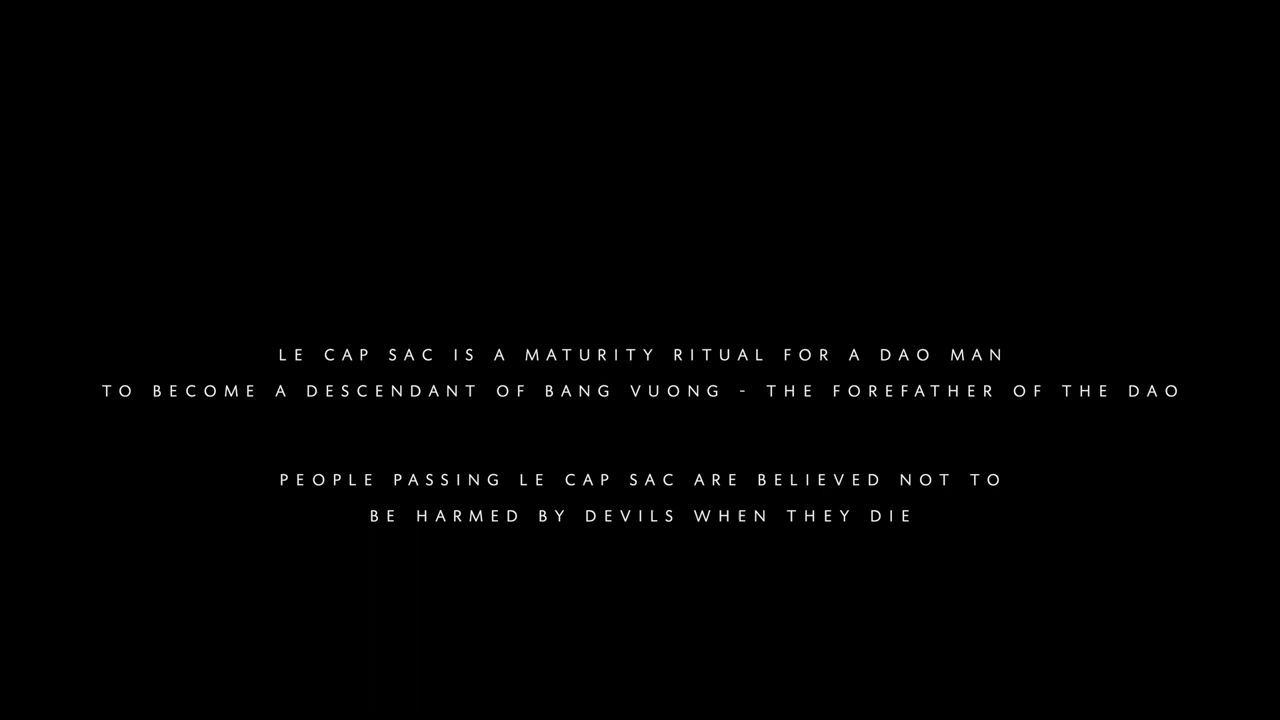 LE CAP SAC IS A MATURITY RITUAL FOR A DAO MAN
TO BECOME A DESCENDANT OF BANG VUONG - THE FOREFATHER OF THE DAO
PEOPLE PASSING LE CAP SAC ARE BELIEVED NOT TO
BE HARMED BY DEVILS WHEN THEY DIE